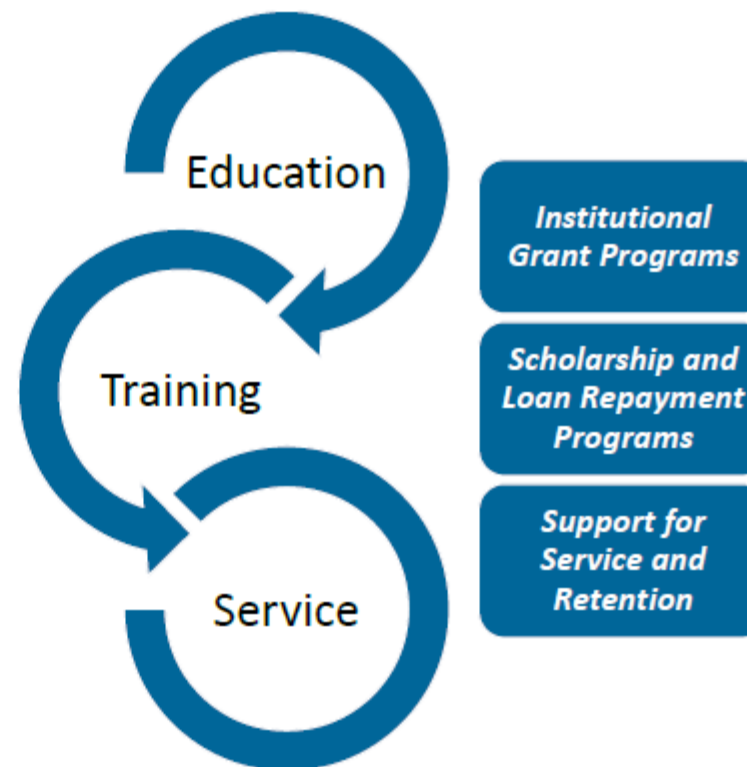 Education
Training
Service
Institutional
Grant Programs
Scholarship and
Loan Repayment
Programs
Support for
Service and
Retention